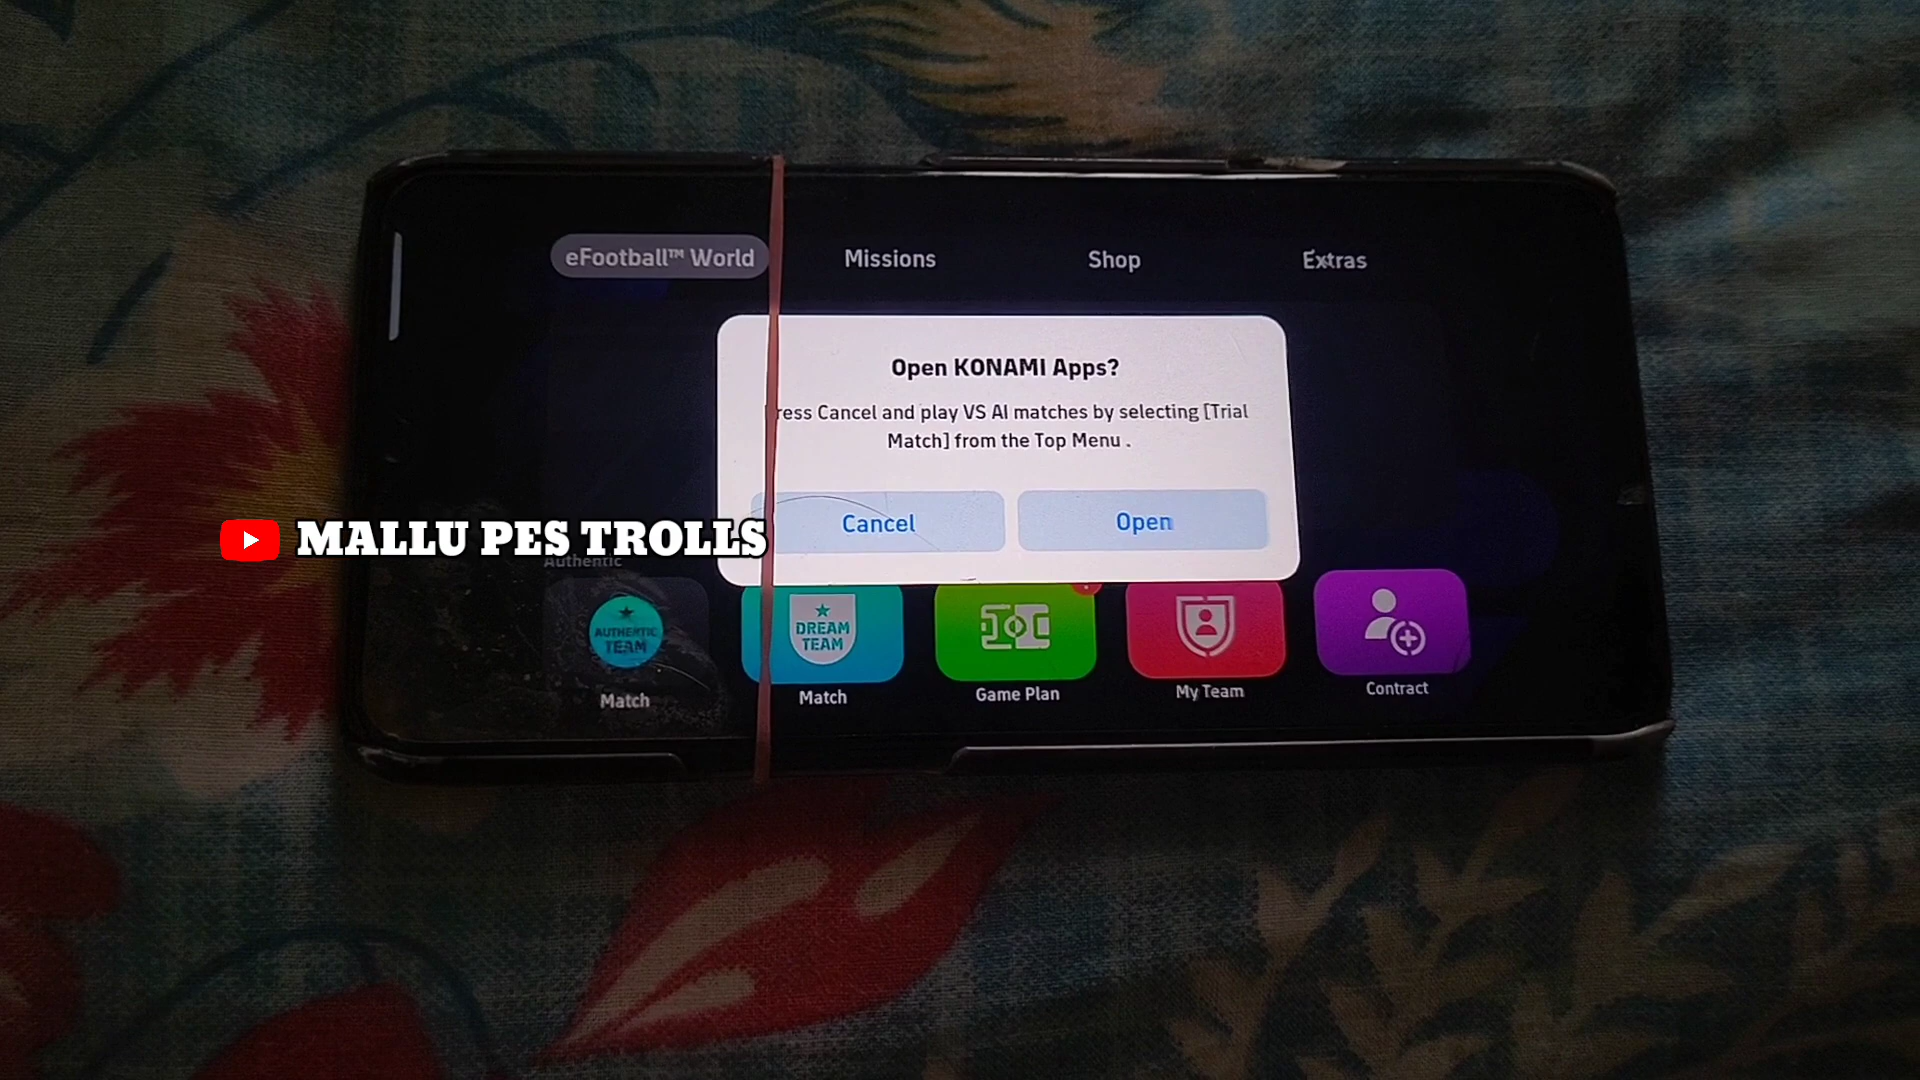 eFootball™ World
Missions
Shop
Extras
Open KONAMI Apps?
ress Cancel and play VS AI matches by selecting [Trial
Match] from the Top Menu .
Cancel
Open
MALLU PES TROLLS
Authentic
AUTHENTIC
TEAM
Match
DREAM
TEAM
Match
Game Plan
My Team
Contract